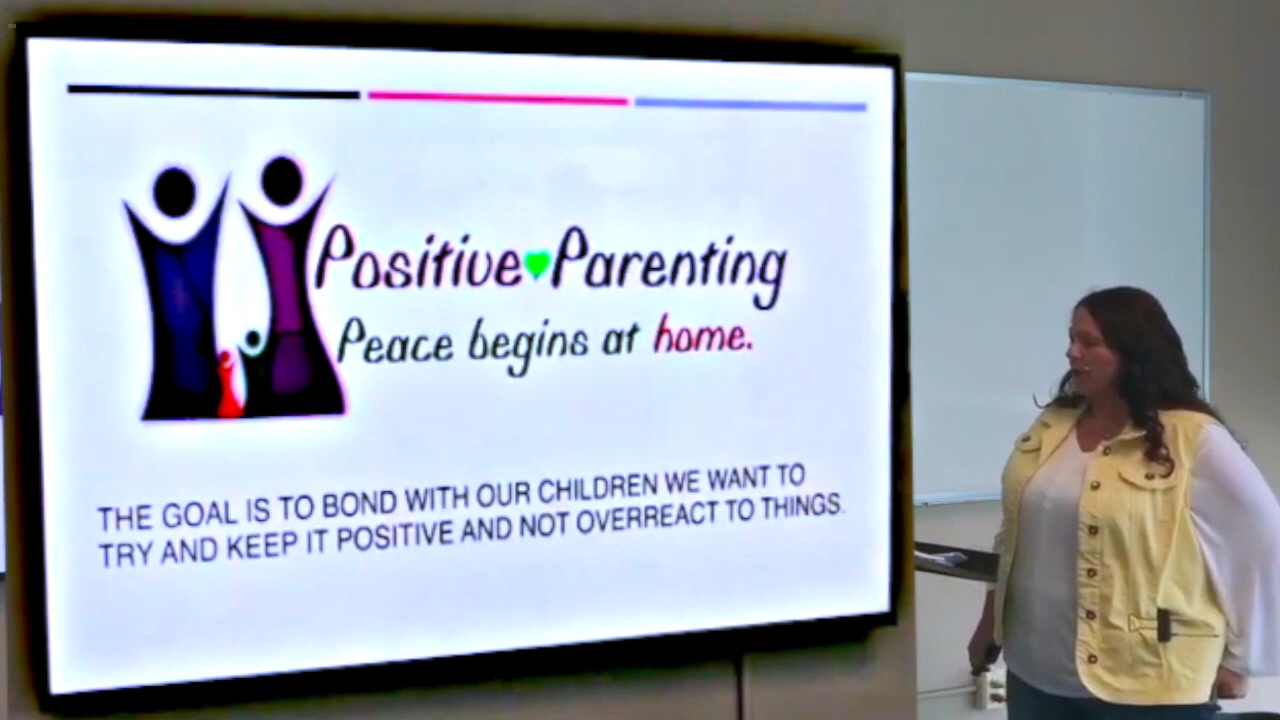 Positive Parenting
Peace begins at home.
THE GOAL IS TO BOND WITH OUR CHILDREN WE WANT TO
TRY AND KEEP IT POSITIVE AND NOT OVERREACT TO THINGS.